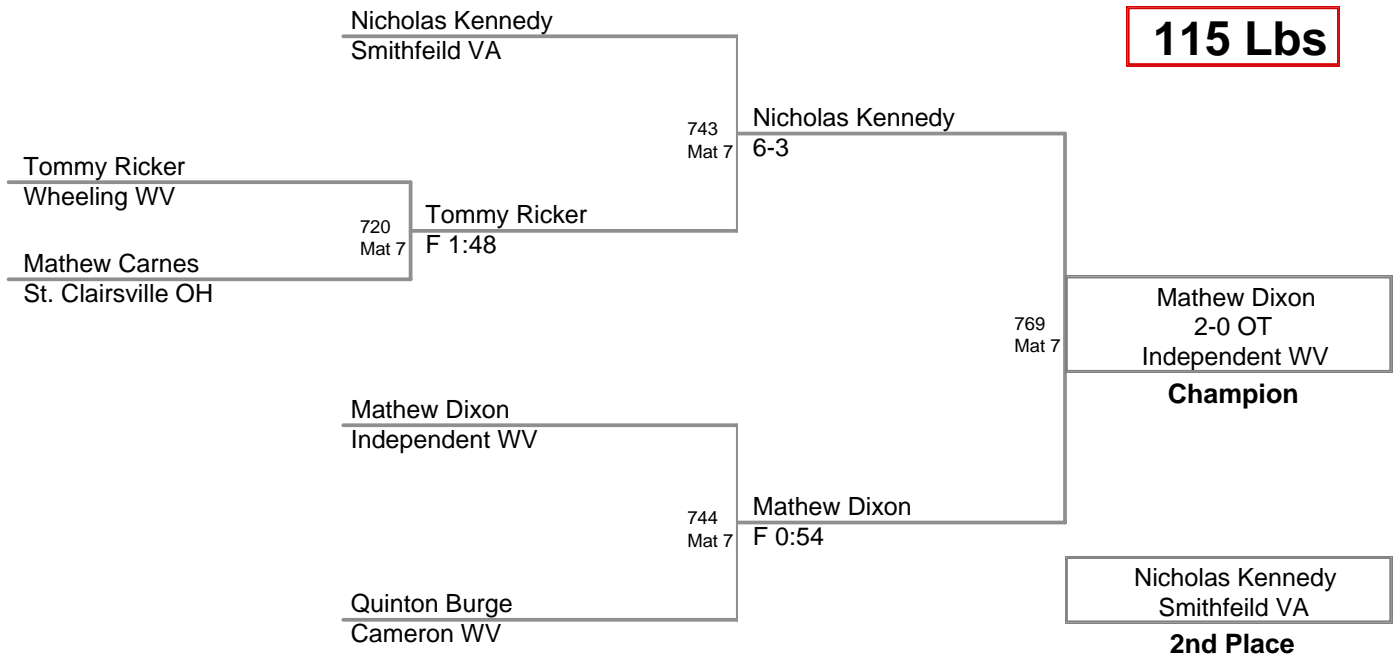 Nicholas Kennedy
Smithfeild VA
115 Lbs
743
Mat 7
Nicholas Kennedy
6-3
Tommy Ricker
Wheeling WV
720
Mat 7
Tommy Ricker
F 1:48
Mathew Carnes
St. Clairsville OH
769
Mat 7
Mathew Dixon
2-0 OT
Independent WV
Champion
Mathew Dixon
Independent WV
744
Mat 7
Mathew Dixon
F 0:54
Quinton Burge
Cameron WV
Nicholas Kennedy
Smithfeild VA
2nd Place